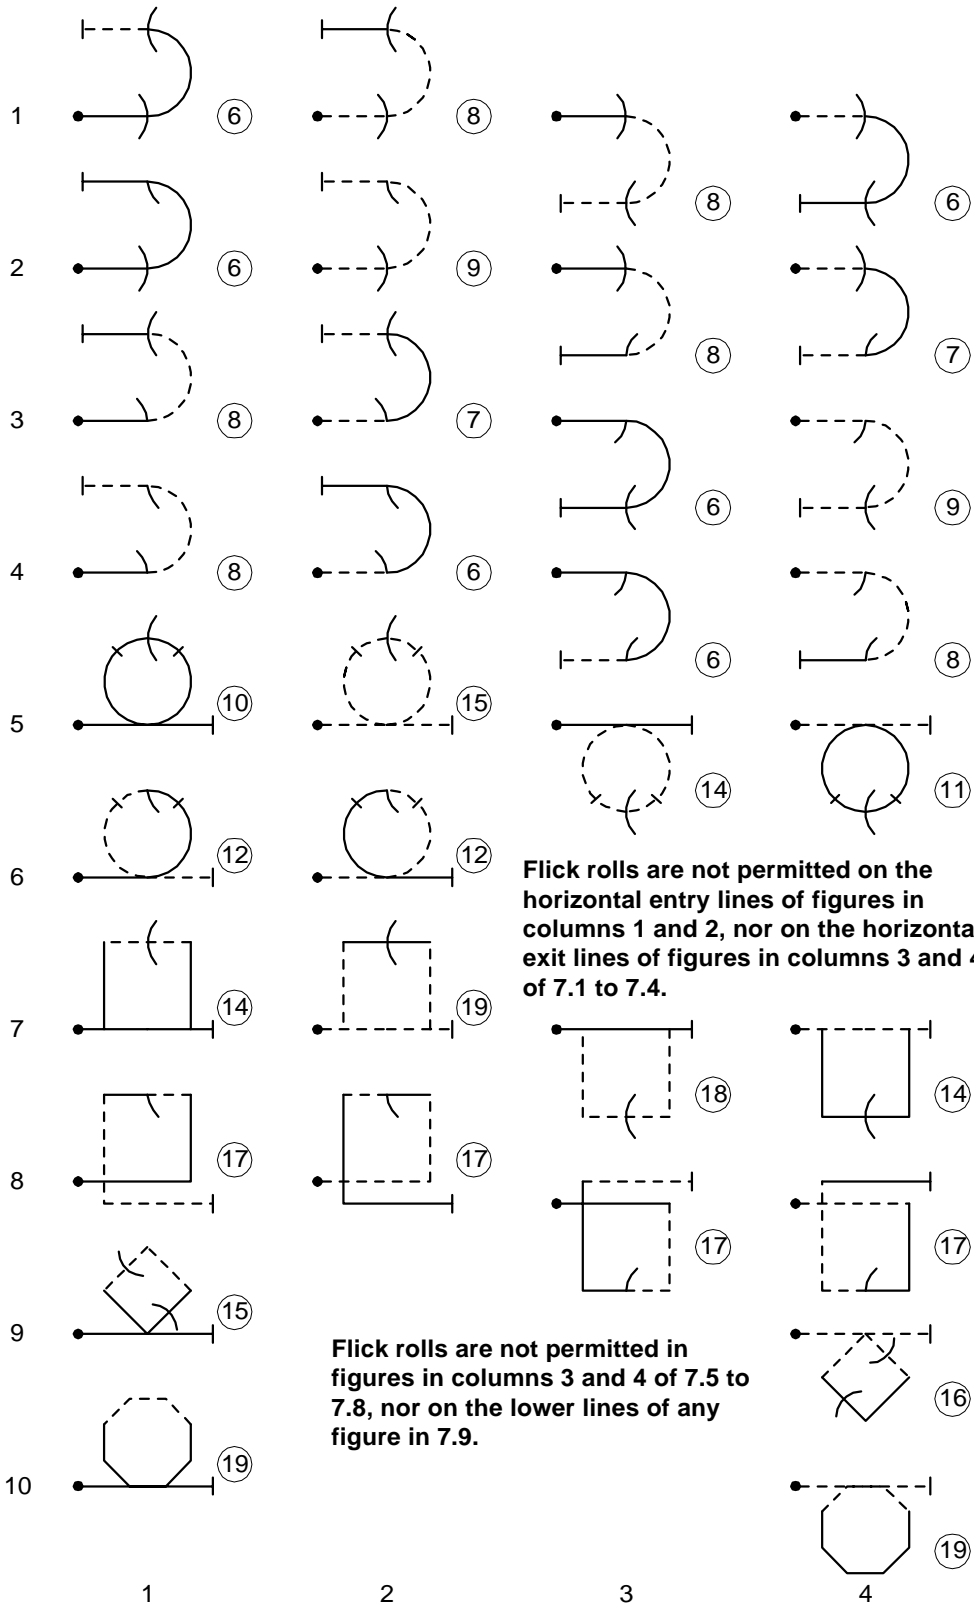 1 6 8
8 6
2 6 9
8 7
3 8 7
6 9
4 8 6
6 8
5 10 15
14 11
6 12 12
Flick rolls are not permitted on the
horizontal entry lines of figures in
columns 1 and 2, nor on the horizonta
exit lines of figures in columns 3 and 4
of 7.1 to 7.4.
7 14 19
18 14
8 17 17
17 17
9 15
Flick rolls are not permitted in
figures in columns 3 and 4 of 7.5 to
7.8, nor on the lower lines of any
figure in 7.9.
16
10 19
19
1 2 3 4